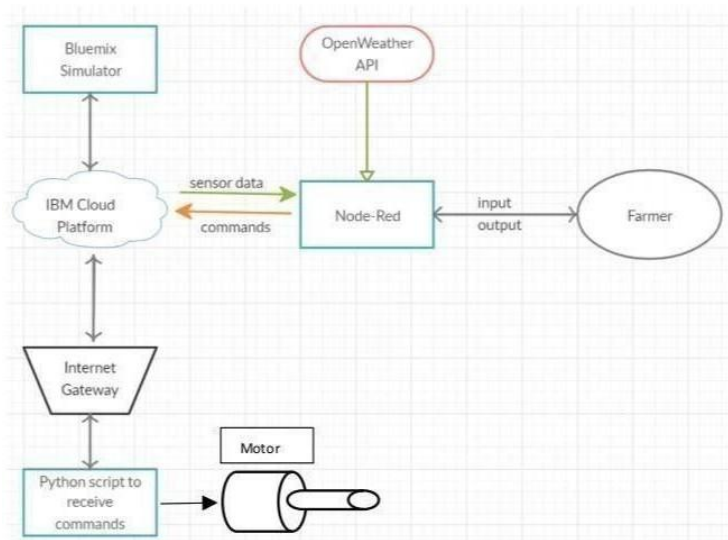 Bluemix
Simulator
OpenWeather
API
sensor data
commands
IBM Cloud
Platform
Node-Red
input
output
Farmer
Internet
Gateway
Motor
Python script to
receive
commands